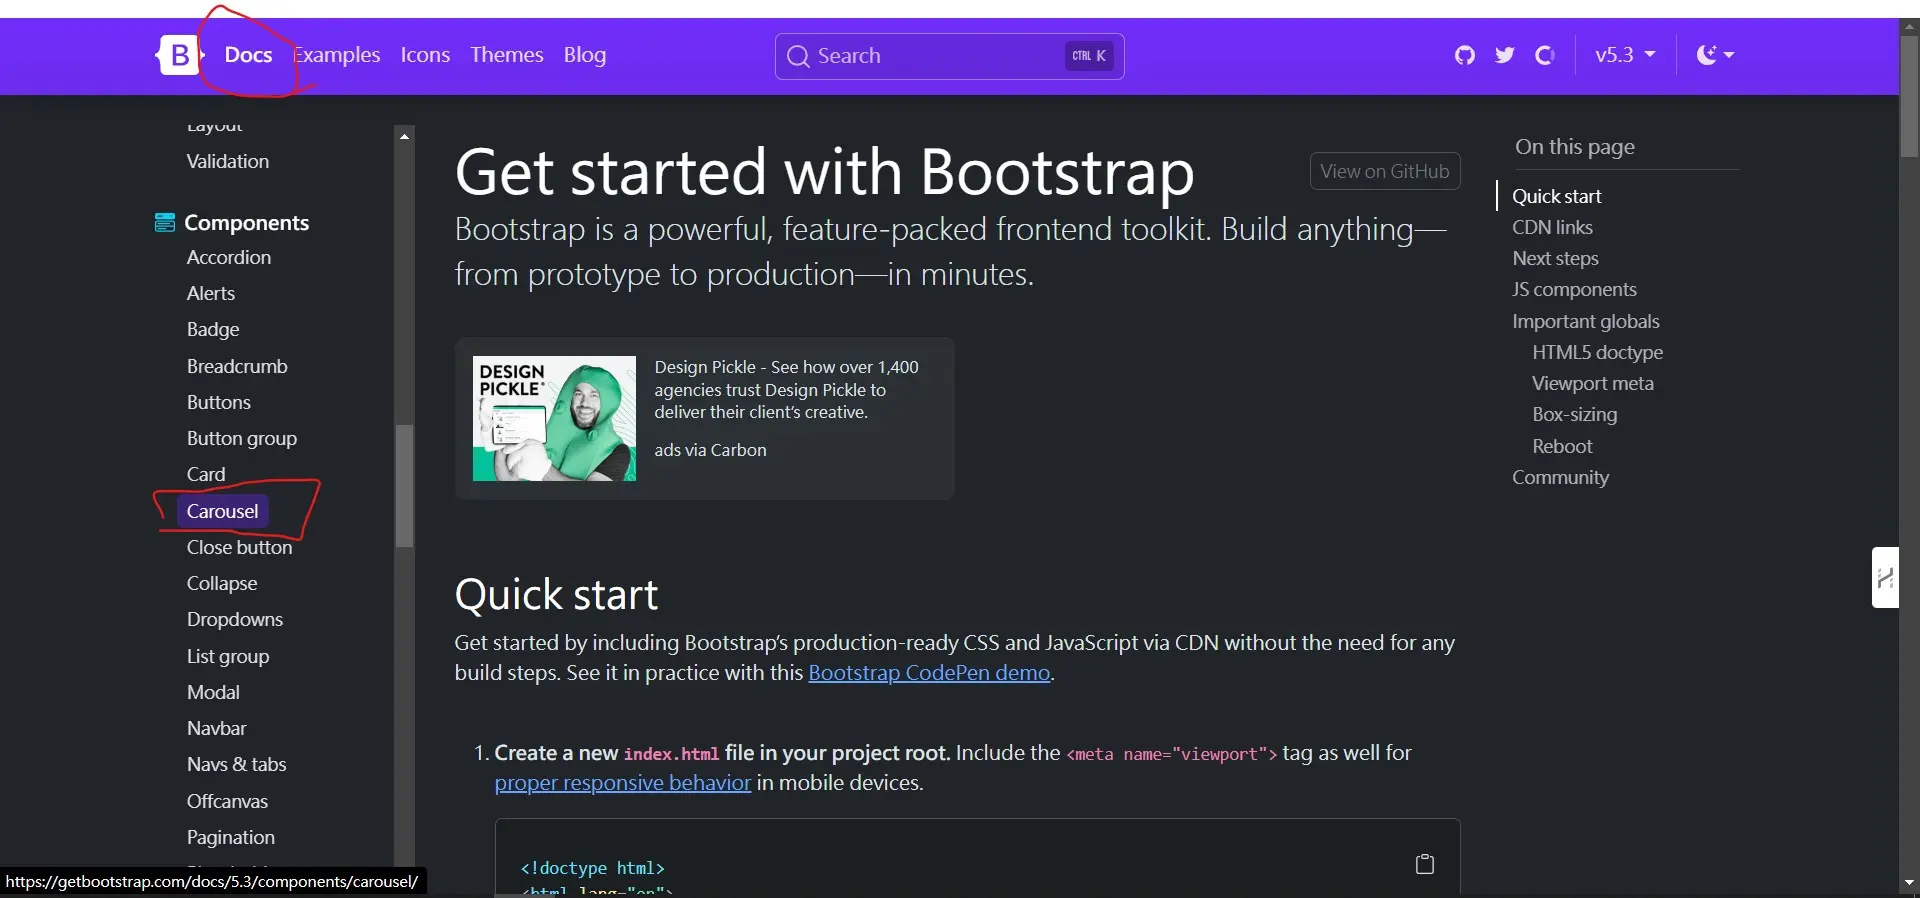 B
Docs
Examples
Icons
Themes
Blog
Search
CTRL K
v5.3
Layout
Validation
Components
Accordion
Alerts
Badge
Breadcrumb
Buttons
Button group
Card
Carousel
Close button
Collapse
Dropdowns
List group
Modal
Navbar
Navs & tabs
Offcanvas
Pagination
https://getbootstrap.com/docs/5.3/components/carousel/
Get started with Bootstrap
View on GitHub
Bootstrap is a powerful, feature-packed frontend toolkit. Build anything—
from prototype to production—in minutes.
DESIGN
PICKLE
Design Pickle - See how over 1,400
agencies trust Design Pickle to
deliver their client's creative.
ads via Carbon
Quick start
Get started by including Bootstrap's production-ready CSS and JavaScript via CDN without the need for any
build steps. See it in practice with this Bootstrap CodePen demo.
1. Create a new index.html file in your project root. Include the <meta name="viewport"> tag as well for
proper responsive behavior in mobile devices.
<!doctype html>
<html lang="en">
On this page
Quick start
CDN links
Next steps
JS components
Important globals
HTML5 doctype
Viewport meta
Box-sizing
Reboot
Community